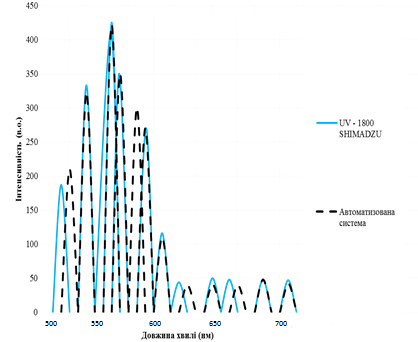 450
400
350
300
250
200
150
100
50
0
Інтенсивність (в.о.)
500 550 600 650 700
Довжина хвилі (нм)
UV - 1800
SHIMADZU
Автоматизована
система